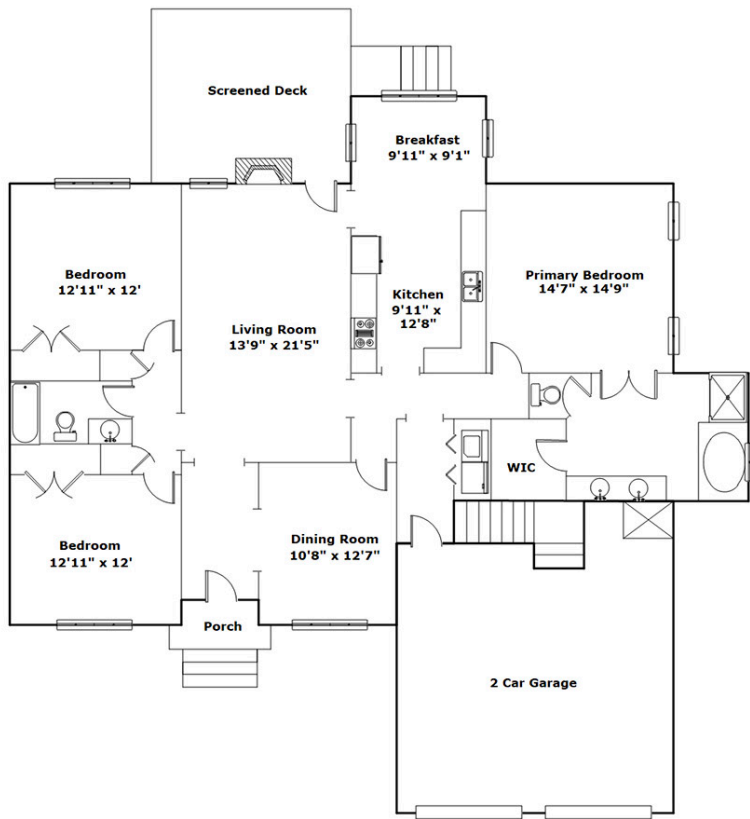 Screened Deck
Breakfast
9'11" x 9'1"
Bedroom
12'11" x 12'
Primary Bedroom
14'7" x 14'9"
Kitchen
9'11" x
12'8"
Living Room
13'9" x 21'5"
WIC
Bedroom
12'11" x 12'
Dining Room
10'8" x 12'7"
Porch
2 Car Garage